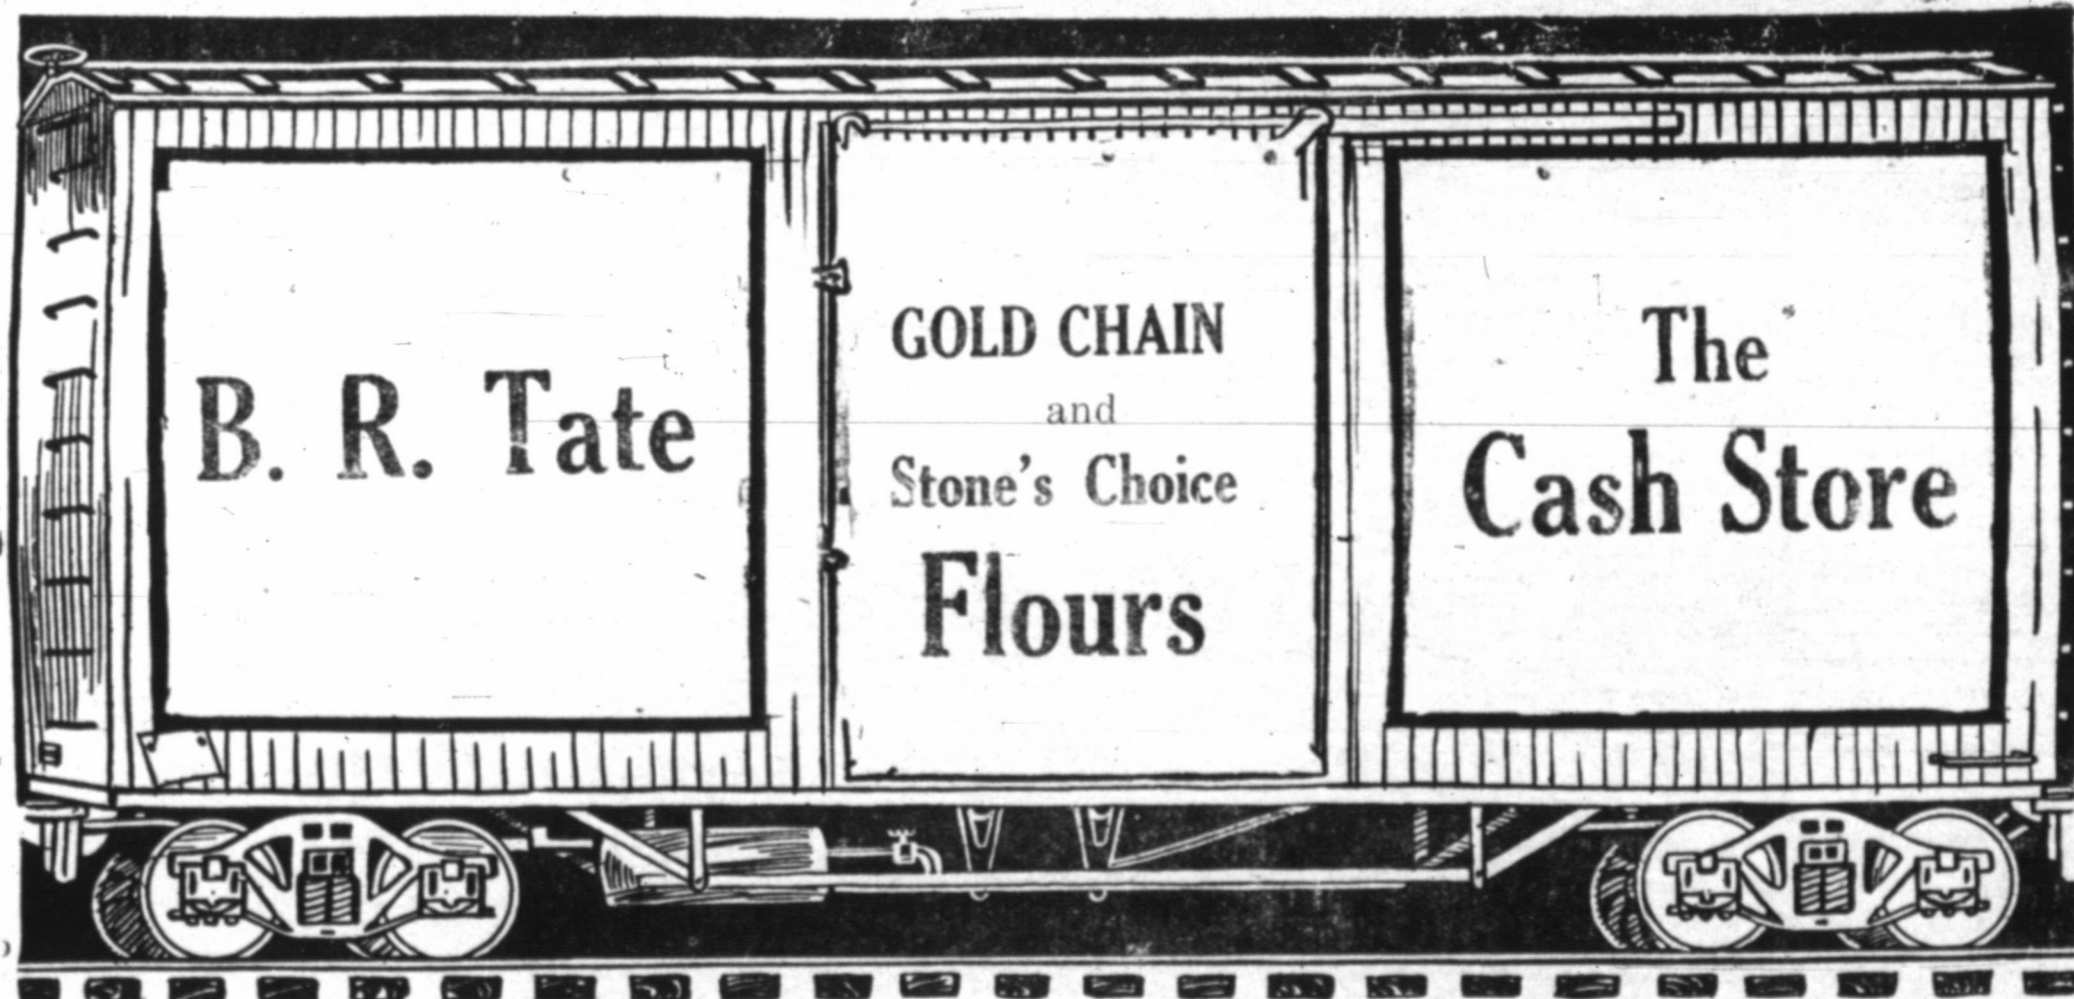 B. R. Tate
GOLD CHAIN
and
Stone's Choice
Flours
The
Cash Store